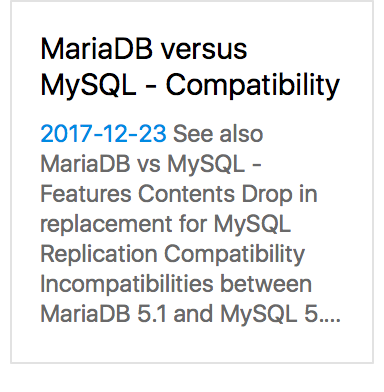 MariaDB versus
MySQL - Compatibility
2017-12-23 See also
MariaDB vs MySQL -
Features Contents Drop in
replacement for MySQL
Replication Compatibility
Incompatibilities between
MariaDB 5.1 and MySQL 5....